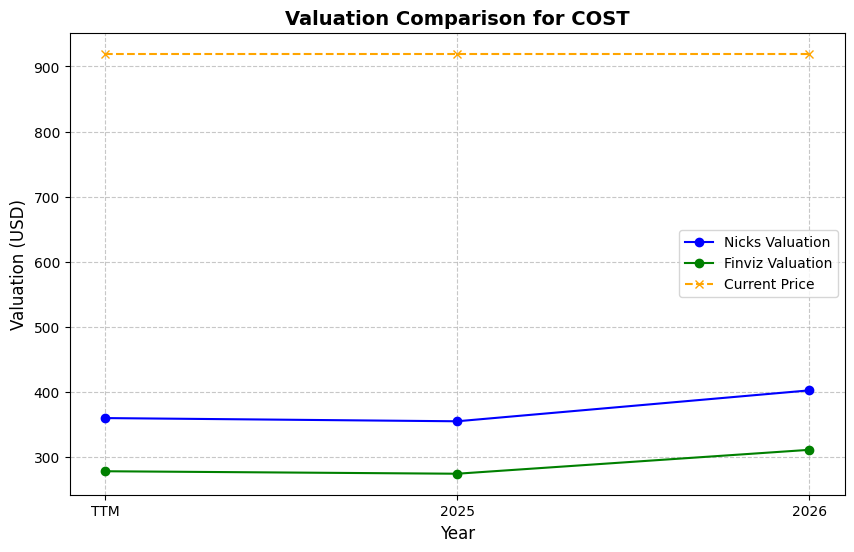 Valuation Comparison for COST
Valuation (USD)
900
800
700
600
500
400
300
Nicks Valuation
Finviz Valuation
Current Price
TTM
2025
2026
Year